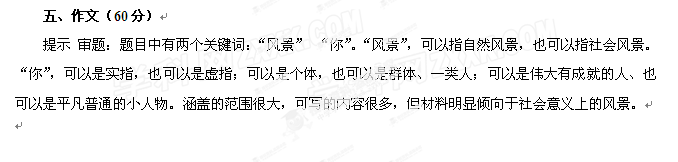 五、作文(60 分)
提示 审题：题目中有两个关键词：“风景” “你”。“风景”，可以指自然风景，也可以指社会风景。
“你”，可以是实指，也可以是虚指；可以是个体，也可以是群体、一类人；可以是伟大有成就的人、也
可以是平凡普通的小人物。涵盖的范围很大，可写的内容很多，但材料明显倾向于社会意义上的风景。